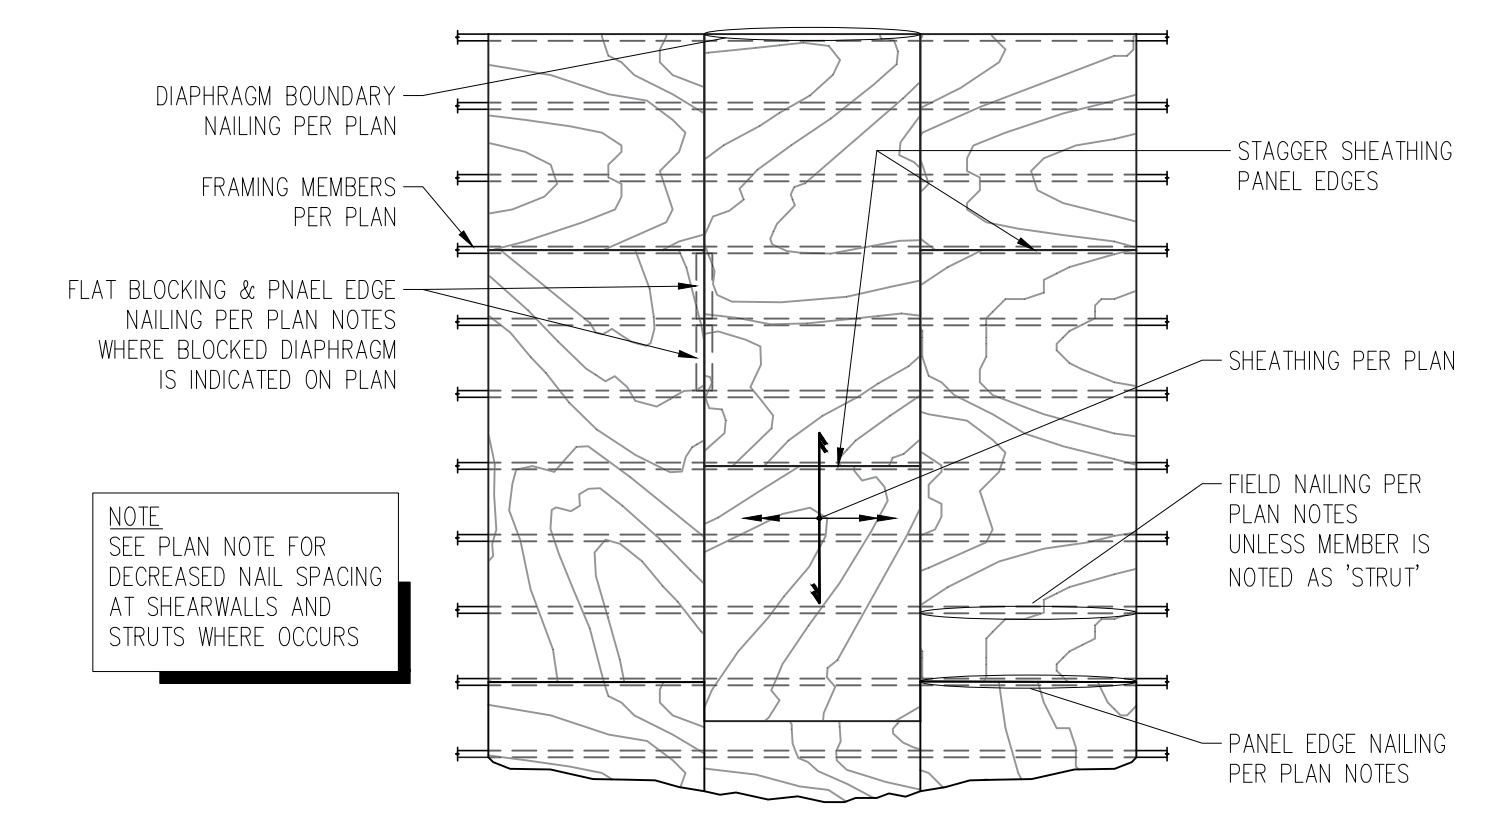 DIAPHRAGM BOUNDARY
NAILING PER PLAN
FRAMING MEMBERS
PER PLAN
FLAT BLOCKING & PNAEL EDGE
NAILING PER PLAN NOTES
WHERE BLOCKED DIAPHRAGM
IS INDICATED ON PLAN
NOTE
SEE PLAN NOTE FOR
DECREASED NAIL SPACING
AT SHEARWALLS AND
STRUTS WHERE OCCURS
STAGGER SHEATHING
PANEL EDGES
SHEATHING PER PLAN
FIELD NAILING PER
PLAN NOTES
UNLESS MEMBER IS
NOTED AS 'STRUT'
PANEL EDGE NAILING
PER PLAN NOTES